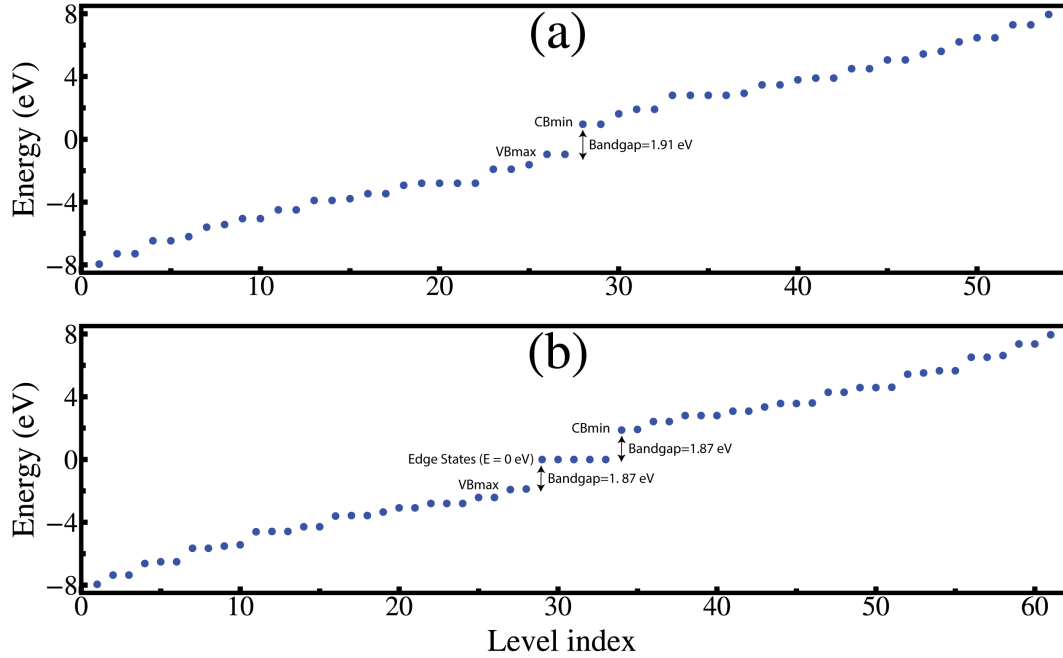 8
(a)
4
CBmin
0
Bandgap=1.91 eV
VBmax
−4
−8
Energy (eV)
0 10 20 30 40 50
8
(b)
4
CBmin
Bandgap=1.87 eV
0
Edge States (E = 0 eV)
Bandgap=1. 87 eV
VBmax
−4
−8
Energy (eV)
0 10 20 30 40 50 60
Level index